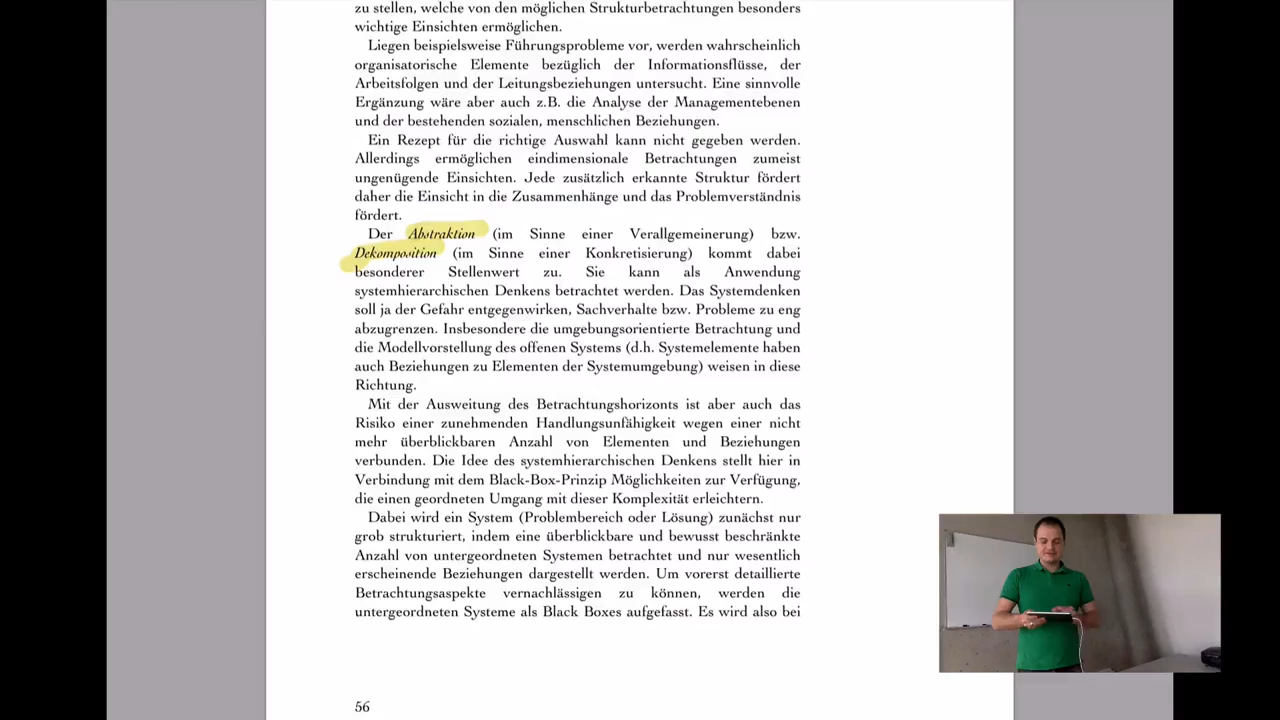 zu stellen, welche von den möglichen Strukturbetrachtungen besonders
wichtige Einsichten ermöglichen.
Liegen beispielsweise Führungsprobleme vor, werden wahrscheinlich
organisatorische Elemente bezüglich der Informationsflüsse, der
Arbeitsfolgen und der Leitungsbeziehungen untersucht. Eine sinnvolle
Ergänzung wäre aber auch z.B. die Analyse der Managementebenen
und der bestehenden sozialen, menschlichen Beziehungen.
Ein Rezept für die richtige Auswahl kann nicht gegeben werden.
Allerdings ermöglichen eindimensionale Betrachtungen zumeist
ungenügende Einsichten. Jede zusätzlich erkannte Struktur fördert
daher die Einsicht in die Zusammenhänge und das Problemverständnis
fördert.
Der Abstraktion (im Sinne einer Verallgemeinerung) bzw.
Dekomposition (im Sinne einer Konkretisierung) kommt dabei
besonderer Stellenwert zu. Sie kann als Anwendung
systemhierarchischen Denkens betrachtet werden. Das Systemdenken
soll ja der Gefahr entgegenwirken, Sachverhalte bzw. Probleme zu eng
abzugrenzen. Insbesondere die umgebungsorientierte Betrachtung und
die Modellvorstellung des offenen Systems (d.h. Systemelemente haben
auch Beziehungen zu Elementen der Systemumgebung) weisen in diese
Richtung.
Mit der Ausweitung des Betrachtungshorizonts ist aber auch das
Risiko einer zunehmenden Handlungsunfähigkeit wegen einer nicht
mehr überblickbaren Anzahl von Elementen und Beziehungen
verbunden. Die Idee des systemhierarchischen Denkens stellt hier in
Verbindung mit dem Black-Box-Prinzip Möglichkeiten zur Verfügung,
die einen geordneten Umgang mit dieser Komplexität erleichtern.
Dabei wird ein System (Problembereich oder Lösung) zunächst nur
grob strukturiert, indem eine überblickbare und bewusst beschränkte
Anzahl von untergeordneten Systemen betrachtet und nur wesentlich
erscheinende Beziehungen dargestellt werden. Um vorerst detaillierte
Betrachtungsaspekte vernachlässigen zu können, werden die
untergeordneten Systeme als Black Boxes aufgefasst. Es wird also bei
56